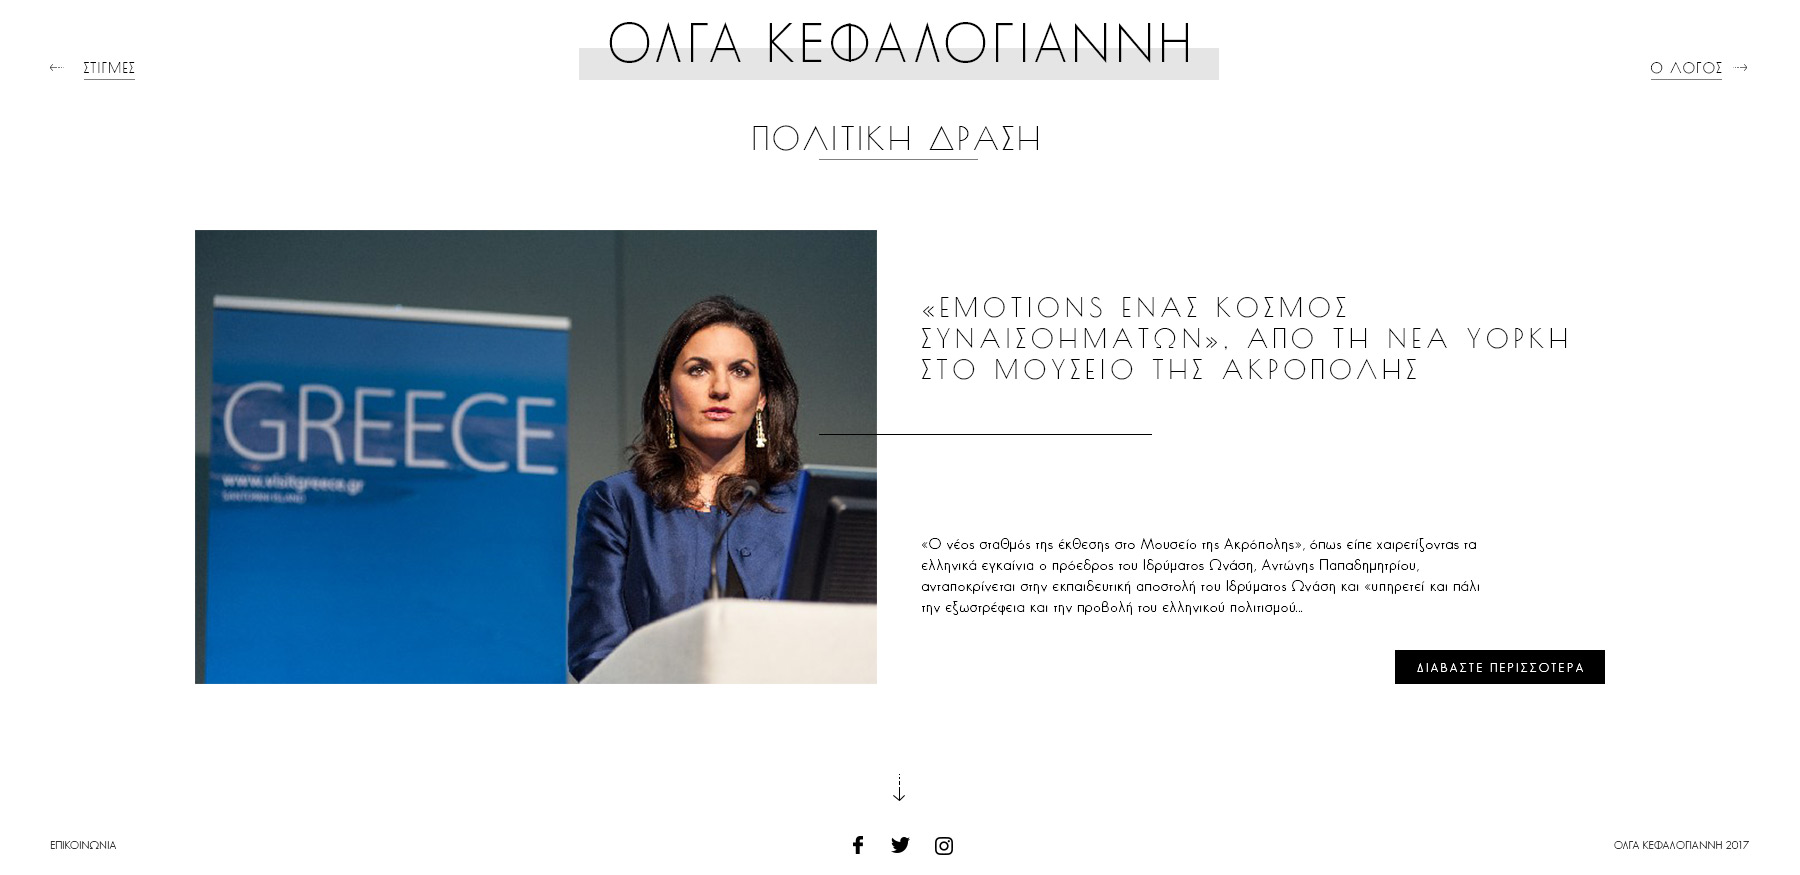 ΟΛΓΑ ΚΕΦΑΛΟΓΙΑΝΝΗ
ΣΤΙΓΜΕΣ
Ο ΛΟΓΟΣ
ΠΟΛΙΤΙΚΗ ΔΡΑΣΗ
GREECE
www.visitgreece.gr
SANTORINI ISLAND
«EMOTIONS ΕΝΑΣ ΚΟΣΜΟΣ
ΣΥΝΑΙΣΘΗΜΑΤΩΝ», ΑΠΟ ΤΗ ΝΕΑ ΥΟΡΚΗ
ΣΤΟ ΜΟΥΣΕΙΟ ΤΗΣ ΑΚΡΟΠΟΛΗΣ
«Ο νέος σταθμός της έκθεσης στο Μουσείο της Ακρόπολης», όπως είπε χαιρετίζοντας τα
ελληνικά εγκαίνια ο πρόεδρος του Ιδρύματος Ωνάση, Αντώνης Παπαδημητρίου,
ανταποκρίνεται στην εκπαιδευτική αποστολή του Ιδρύματος Ωνάση και «υπηρετεί και πάλι
την εξωστρέφεια και την προβολή του ελληνικού πολιτισμού...
ΔΙΑΒΑΣΤΕ ΠΕΡΙΣΣΟΤΕΡΑ
ΕΠΙΚΟΙΝΩΝΙΑ
ΟΛΓΑ ΚΕΦΑΛΟΓΙΑΝΝΗ 2017